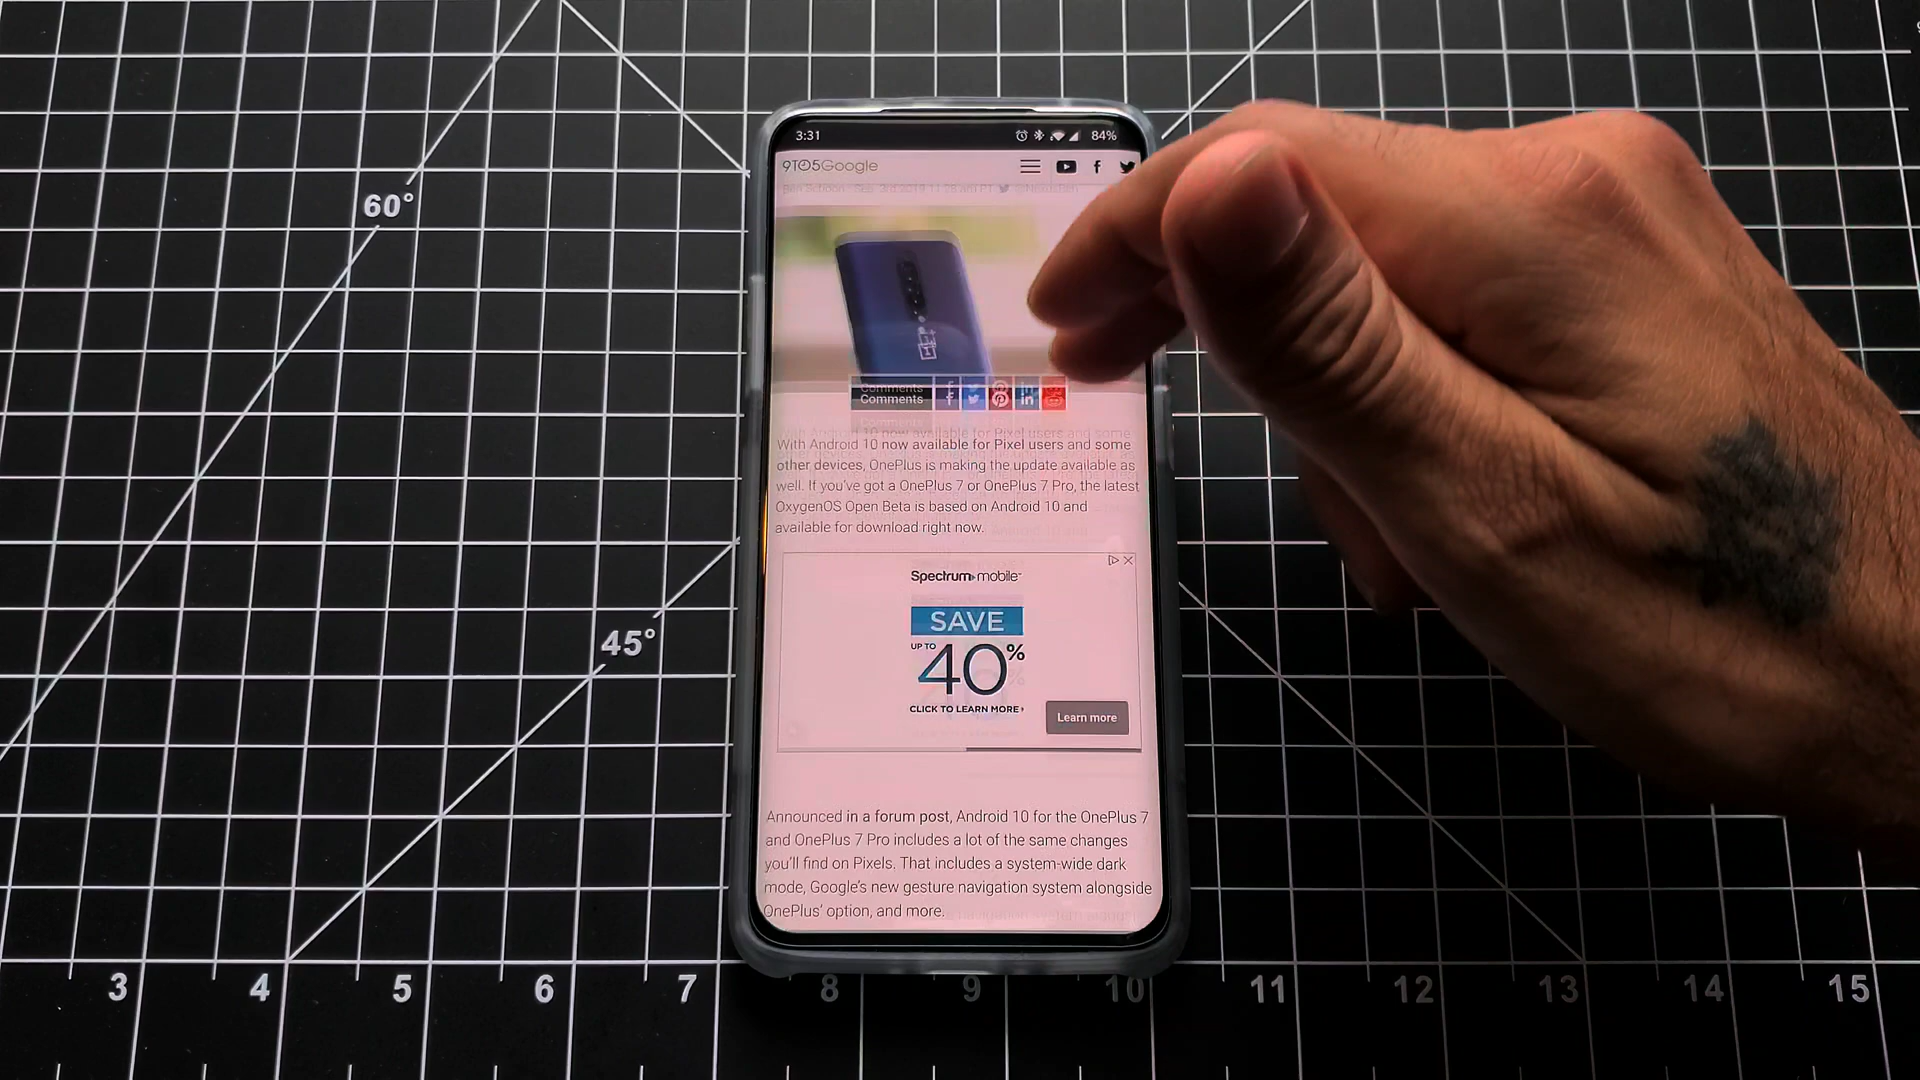 3:31
84%
9TO5Google
60°
Comments
Comments
With Android 10 now available for Pixel users and some
other devices, OnePlus is making the update available as
well. If you've got a OnePlus 7 or OnePlus 7 Pro, the latest
OxygenOS Open Beta is based on Android 10 and
available for download right now.
Spectrum mobile
SAVE
UP TO
40%
CLICK TO LEARN MORE
Learn more
45°
Announced in a forum post, Android 10 for the OnePlus 7
and OnePlus 7 Pro includes a lot of the same changes
you'll find on Pixels. That includes a system-wide dark
mode, Google's new gesture navigation system alongside
OnePlus' option, and more.
3 4 5 6 7 8 9 10 11 12 13 14 15